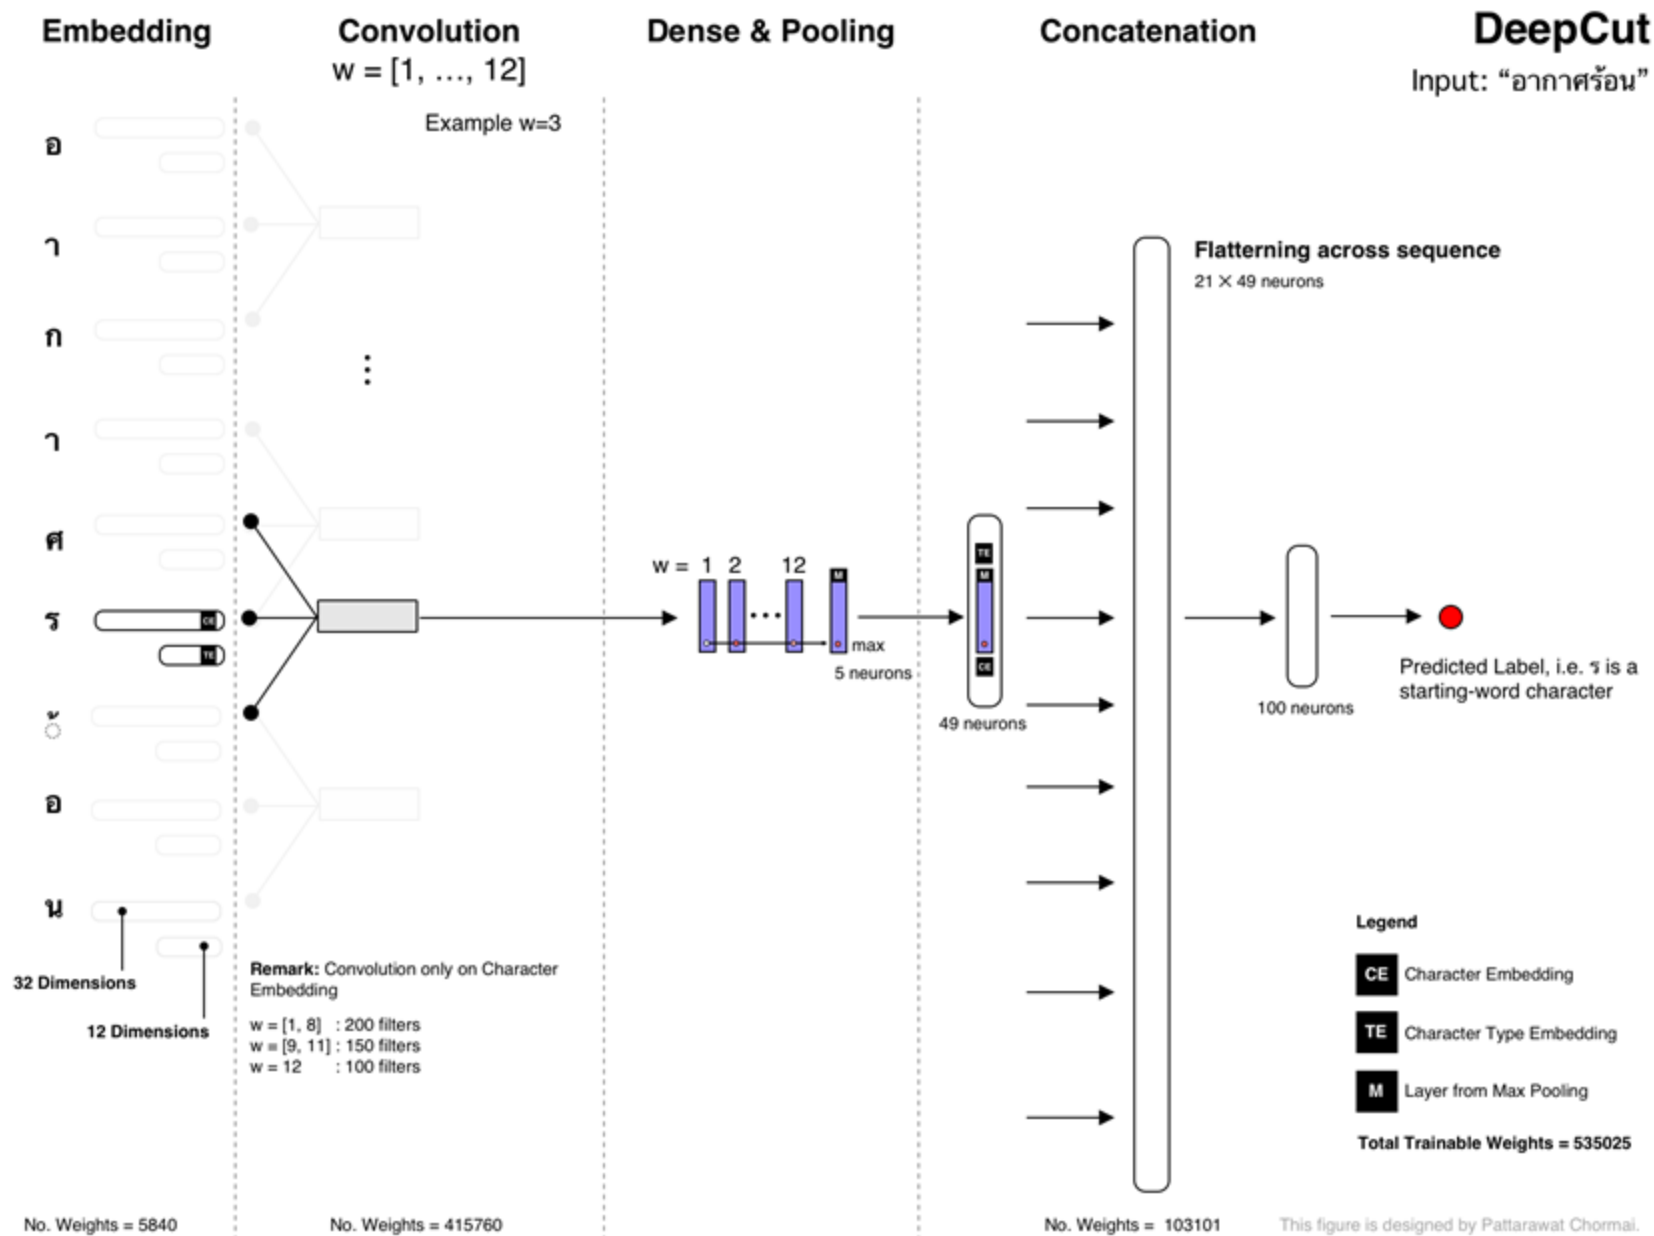 Embedding
Convolution
w = [1, …, 12]
Dense & Pooling
Concatenation
DeepCut
Input: “อากาศร้อน”
Example w=3
อ
า
ก
า
ศ
ร
CE
TE
้
อ
น
32 Dimensions
12 Dimensions
Remark: Convolution only on Character
Embedding
w = [1, 8] : 200 filters
w = [9, 11] : 150 filters
w = 12 : 100 filters
w = 1 2 12
M
max
5 neurons
TE
M
CE
49 neurons
Flatterning across sequence
21 × 49 neurons
100 neurons
Predicted Label, i.e. ร is a
starting-word character
Legend
CE Character Embedding
TE Character Type Embedding
M Layer from Max Pooling
Total Trainable Weights = 535025
No. Weights = 5840
No. Weights = 415760
No. Weights = 103101
This figure is designed by Pattarawat Chormai.